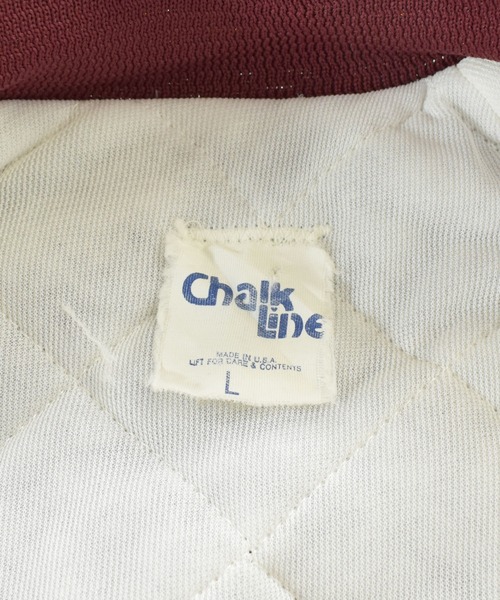 Chalk
Line
MADE IN U.S.A.
LIFT FOR CARE & CONTENTS
L